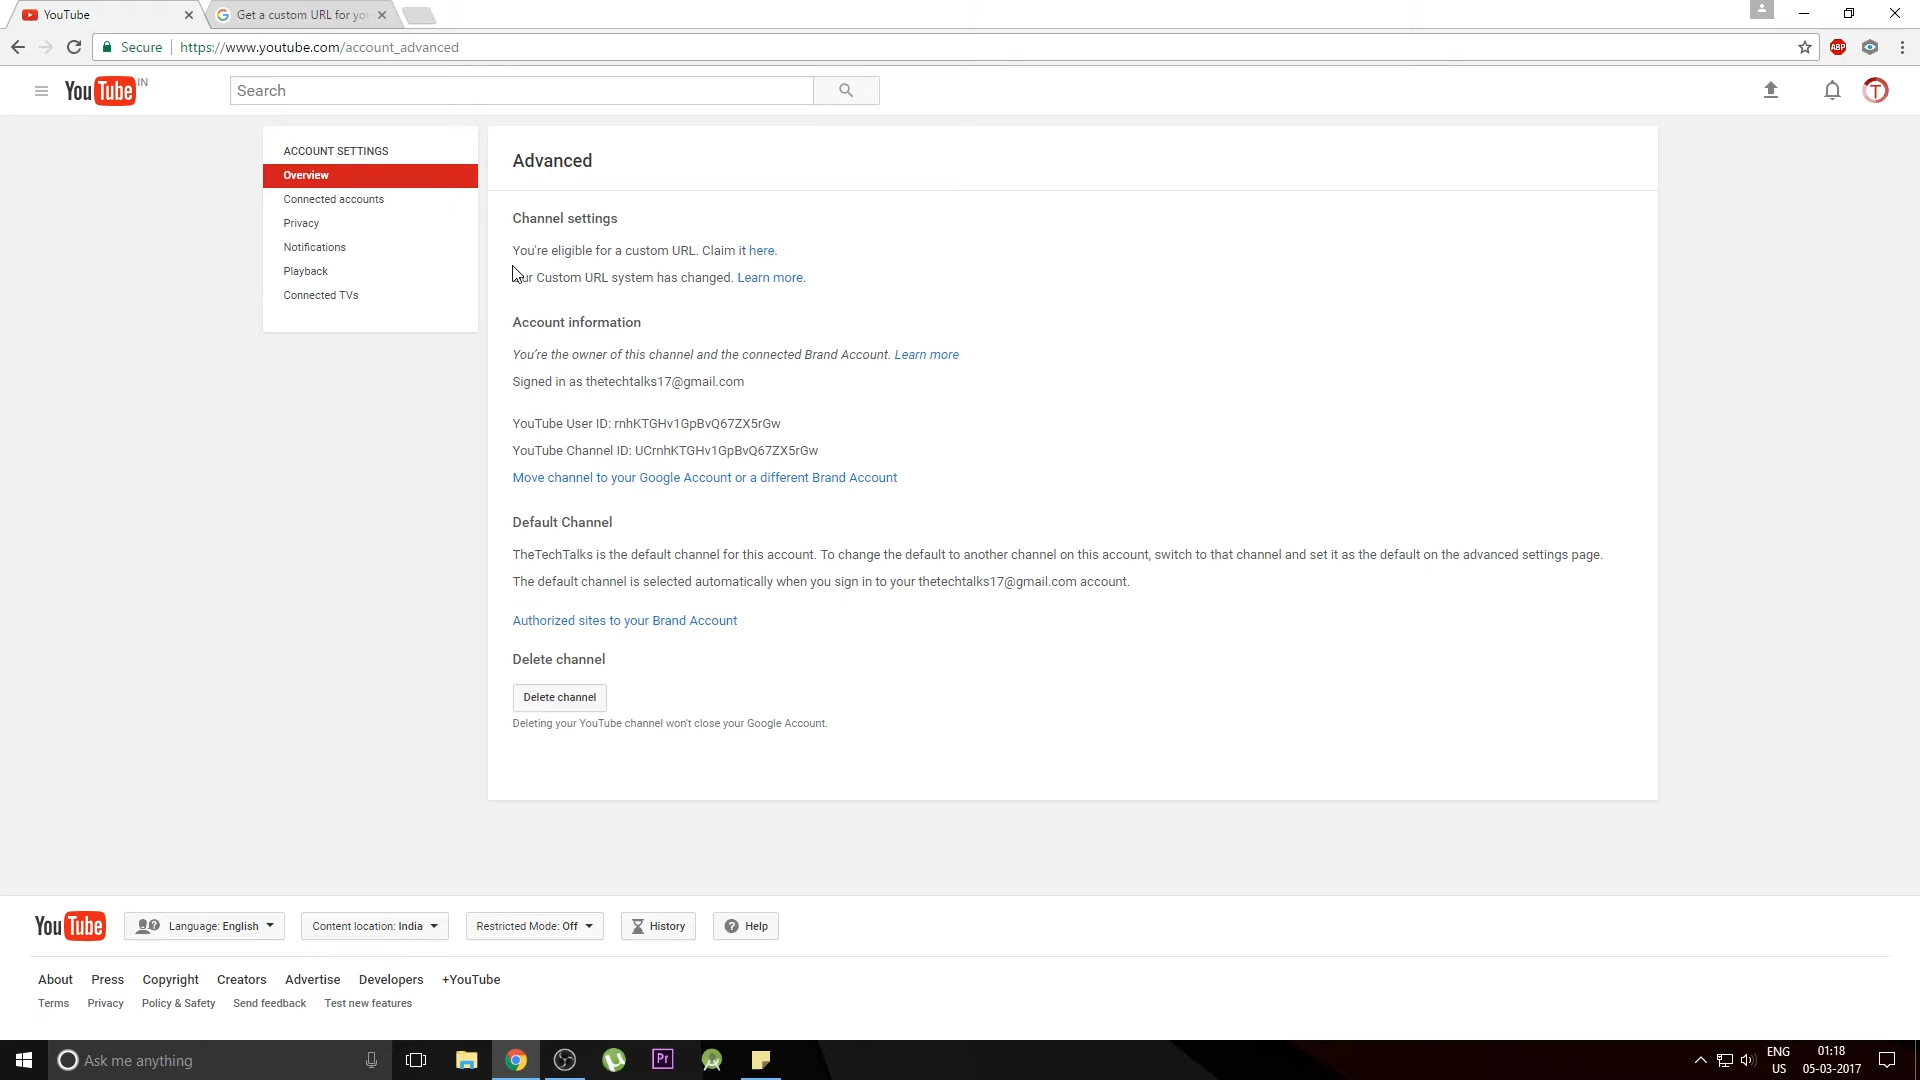 YouTube
Get a custom URL for yo
Secure
https://www.youtube.com/account_advanced
ABP
YouTube IN
Search
T
ACCOUNT SETTINGS
Overview
Connected accounts
Privacy
Notifications
Playback
Connected TVs
Advanced
Channel settings
You're eligible for a custom URL. Claim it here.
ur Custom URL system has changed. Learn more.
Account information
You're the owner of this channel and the connected Brand Account. Learn more
Signed in as thetechtalks17@gmail.com
YouTube User ID: rnhKTGHv1GpBvQ67ZX5rGw
YouTube Channel ID: UCrnhKTGHv1GpBvQ67ZX5rGw
Move channel to your Google Account or a different Brand Account
Default Channel
TheTechTalks is the default channel for this account. To change the default to another channel on this account, switch to that channel and set it as the default on the advanced settings page.
The default channel is selected automatically when you sign in to your thetechtalks17@gmail.com account.
Authorized sites to your Brand Account
Delete channel
Delete channel
Deleting your YouTube channel won't close your Google Account.
YouTube
Language: English
Content location: India
Restricted Mode: Off
History
Help
About Press Copyright Creators Advertise Developers +YouTube
Terms Privacy Policy & Safety Send feedback Test new features
Ask me anything
Pr
ENG
US
01:18
05-03-2017